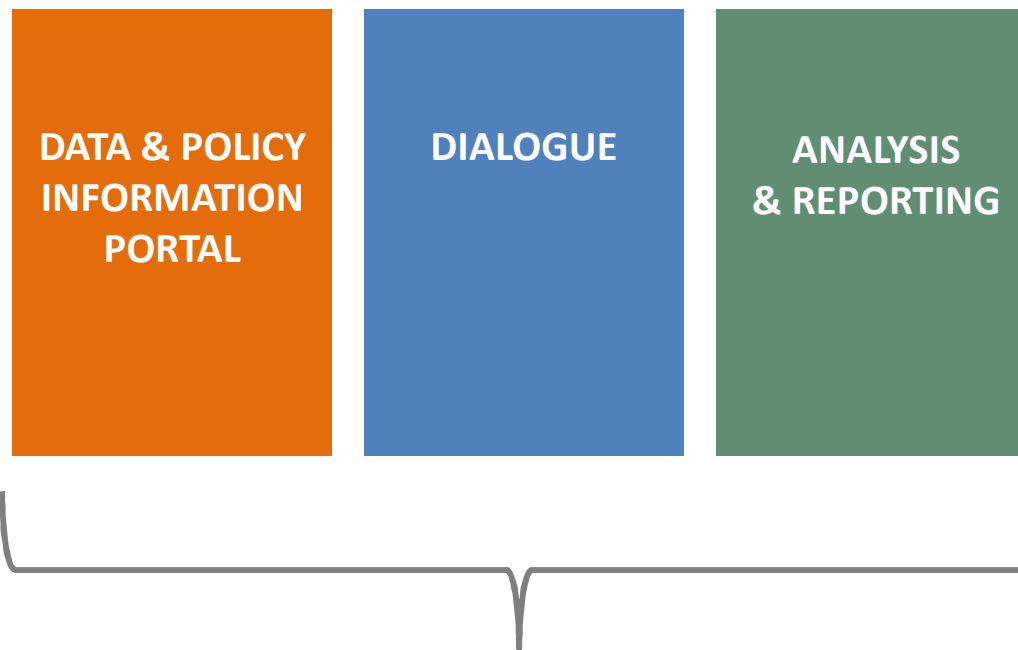 DATA & POLICY
INFORMATION
PORTAL
DIALOGUE
ANALYSIS
& REPORTING